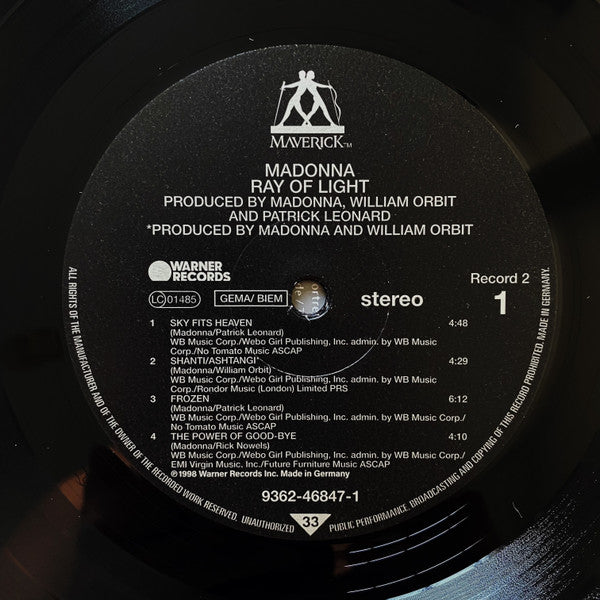 MAVERICK™
MADONNA
RAY OF LIGHT
PRODUCED BY MADONNA, WILLIAM ORBIT
AND PATRICK LEONARD
*PRODUCED BY MADONNA AND WILLIAM ORBIT
WARNER
RECORDS
LC 01485
GEMA/ BIEM
stereo
Record 2
1
1 SKY FITS HEAVEN 4:48
(Madonna/Patrick Leonard)
WB Music Corp./Webo Girl Publishing, Inc. admin. by WB Music
Corp./No Tomato Music ASCAP
2 SHANTI/ASHTANGI* 4:29
(Madonna/William Orbit)
WB Music Corp./Webo Girl Publishing, Inc. admin. by WB Music
Corp./Rondor Music (London) Limited PRS
3 FROZEN 6:12
(Madonna/Patrick Leonard)
WB Music Corp./Webo Girl Publishing, Inc. admin. by WB Music Corp./
No Tomato Music ASCAP
4 THE POWER OF GOOD-BYE 4:10
(Madonna/Rick Nowels)
WB Music Corp./Webo Girl Publishing, Inc. admin. by WB Music Corp./
EMI Virgin Music, Inc./Future Furniture Music ASCAP
℗1998 Warner Records Inc. Made in Germany
9362-46847-1
33
ALL RIGHTS OF THE MANUFACTURER AND OF THE OWNER OF THE RECORDED WORK RESERVED. UNAUTHORIZED PUBLIC PERFORMANCE, BROADCASTING AND COPYING OF THIS RECORD PROHIBITED. MADE IN GERMANY.